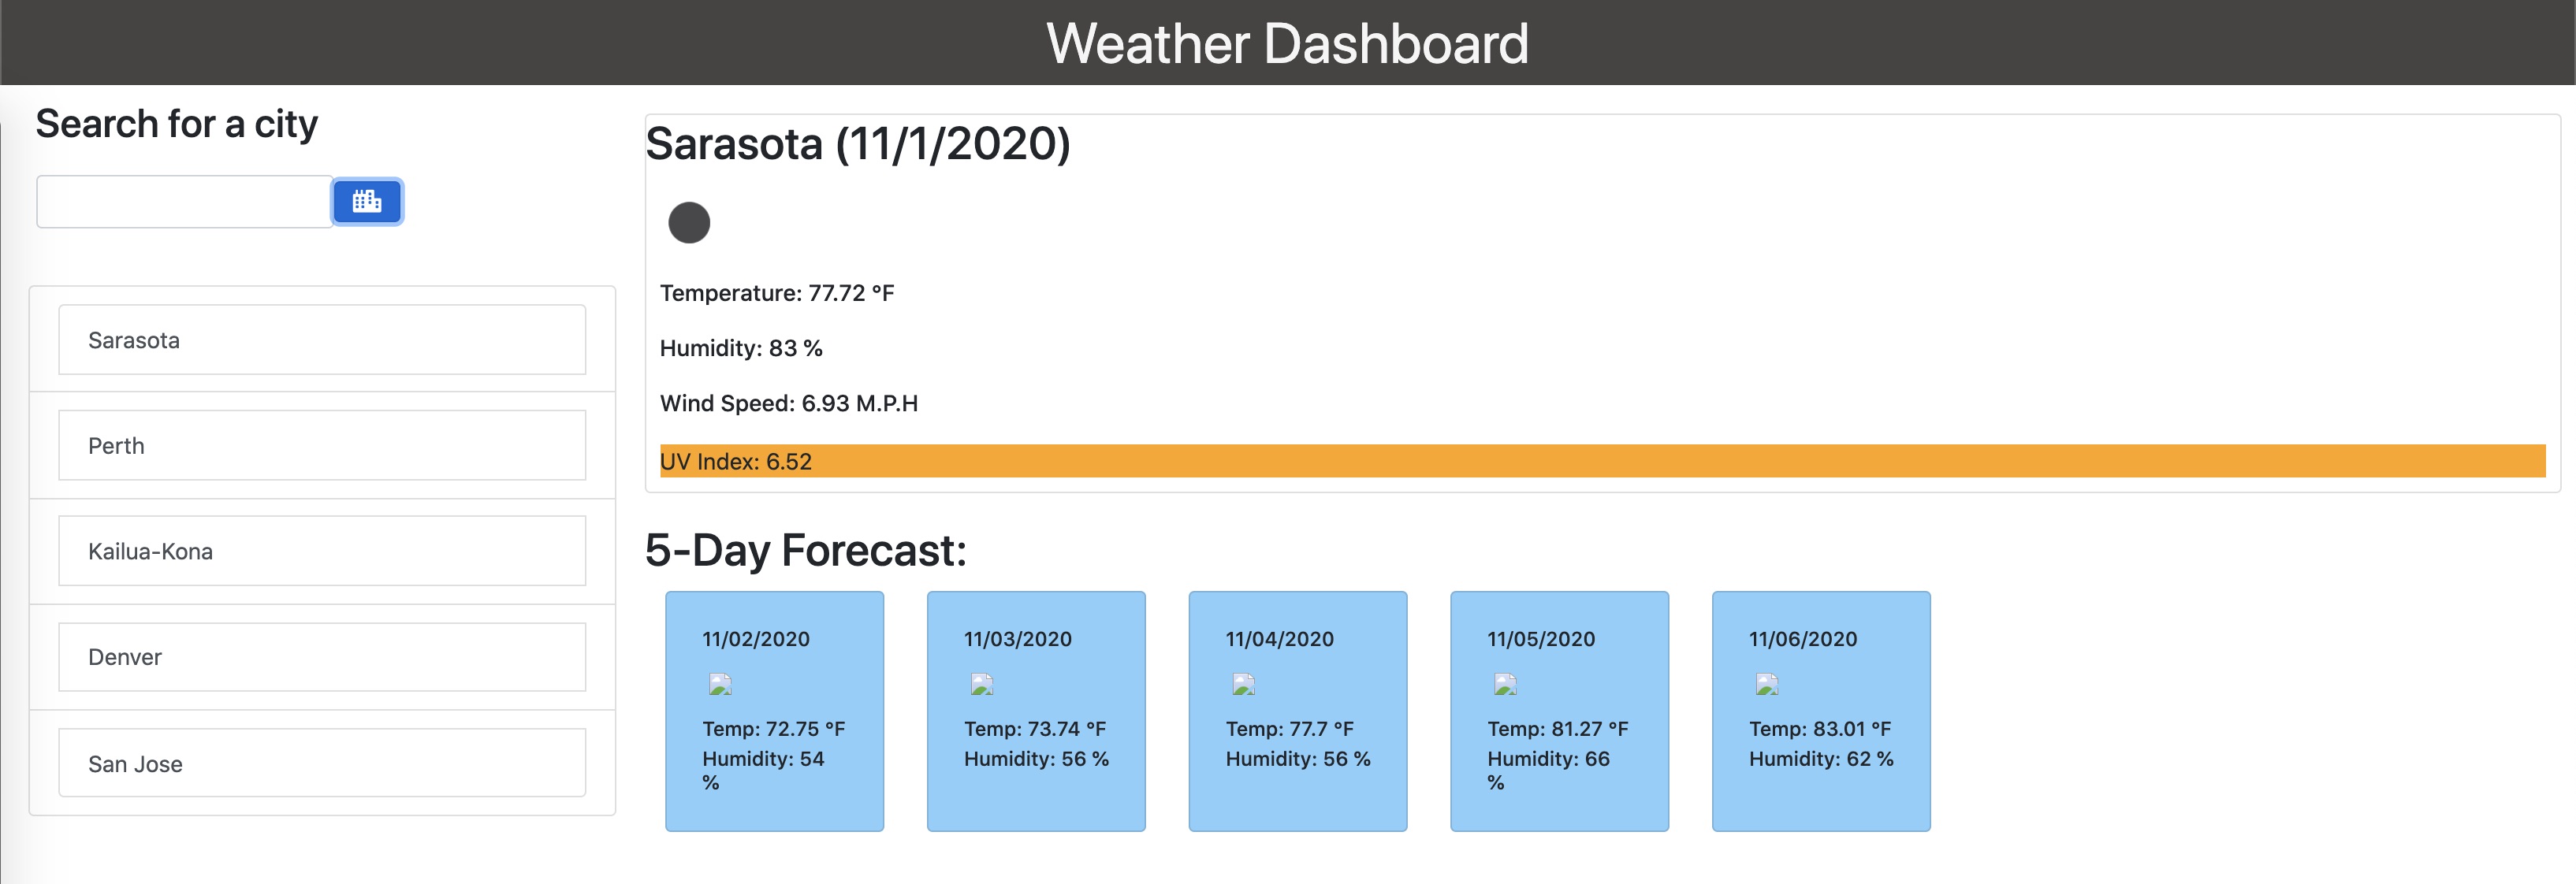 Weather Dashboard
Search for a city
Sarasota
Perth
Kailua-Kona
Denver
San Jose
Sarasota (11/1/2020)
Temperature: 77.72 °F
Humidity: 83 %
Wind Speed: 6.93 M.P.H
UV Index: 6.52
5-Day Forecast:
11/02/2020
Temp: 72.75 °F
Humidity: 54
%
11/03/2020
Temp: 73.74 °F
Humidity: 56 %
11/04/2020
Temp: 77.7 °F
Humidity: 56 %
11/05/2020
Temp: 81.27 °F
Humidity: 66
%
11/06/2020
Temp: 83.01 °F
Humidity: 62 %